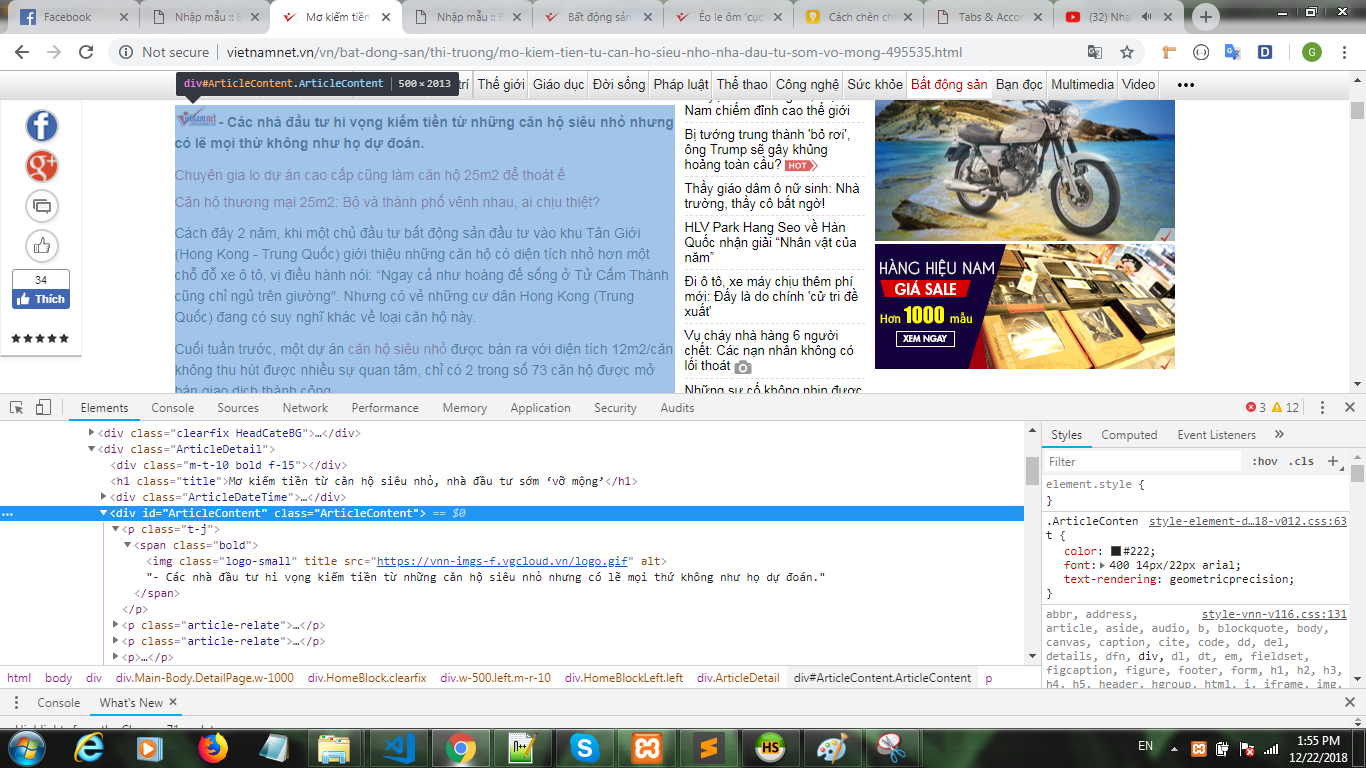 Facebook
Nhập mẫu :: B
Mơ kiếm tiền
Nhập mẫu :: B
Bất động sản
Éo le ôm 'cục
Cách chèn ch
Tabs & Accor
(32) Nhạ
Not secure | vietnamnet.vn/vn/bat-dong-san/thi-truong/mo-kiem-tien-tu-can-ho-sieu-nho-nha-dau-tu-som-vo-mong-495535.html
div#ArticleContent.ArticleContent | 500×2013
trí Thế giới Giáo dục Đời sống Pháp luật Thể thao Công nghệ Sức khỏe Bất động sản Bạn đọc Multimedia Video
34
Thích
- Các nhà đầu tư hi vọng kiếm tiền từ những căn hộ siêu nhỏ nhưng
có lẽ mọi thứ không như họ dự đoán.
Chuyên gia lo dự án cao cấp cũng làm căn hộ 25m2 để thoát ế
Căn hộ thương mại 25m2: Bộ và thành phố vênh nhau, ai chịu thiệt?
Cách đây 2 năm, khi một chủ đầu tư bất động sản đầu tư vào khu Tân Giới
(Hong Kong - Trung Quốc) giới thiệu những căn hộ có diện tích nhỏ hơn một
chỗ đỗ xe ô tô, vị điều hành nói: “Ngay cả như hoàng đế sống ở Tử Cấm Thành
cũng chỉ ngủ trên giường”. Nhưng có vẻ những cư dân Hong Kong (Trung
Quốc) đang có suy nghĩ khác về loại căn hộ này.
Cuối tuần trước, một dự án căn hộ siêu nhỏ được bán ra với diện tích 12m2/căn
không thu hút được nhiều sự quan tâm, chỉ có 2 trong số 73 căn hộ được mở
bán giao dịch thành công.
Nam chiếm đỉnh cao thế giới
Bị tướng trung thành 'bỏ rơi',
ông Trump sẽ gây khủng
hoảng toàn cầu? HOT
Thầy giáo dâm ô nữ sinh: Nhà
trường, thầy cô bất ngờ!
HLV Park Hang Seo về Hàn
Quốc nhận giải “Nhân vật của
năm”
Đi ô tô, xe máy chịu thêm phí
mới: Đấy là do chính 'cử tri đề
xuất'
Vụ cháy nhà hàng 6 người
chết: Các nạn nhân không có
lối thoát
Những sự cố không nhịn được
HÀNG HIỆU NAM
GIÁ SALE
Hơn 1000 mẫu
XEM NGAY
Elements Console Sources Network Performance Memory Application Security Audits 3 12
<div class="clearfix HeadCateBG">…</div>
<div class="ArticleDetail">
<div class="m-t-10 bold f-15"></div>
<h1 class="title">Mơ kiếm tiền từ căn hộ siêu nhỏ, nhà đầu tư sớm ‘vỡ mộng’</h1>
<div class="ArticleDateTime">…</div>
<div id="ArticleContent" class="ArticleContent"> == $0
<p class="t-j">
<span class="bold">
<img class="logo-small" title src="https://vnn-imgs-f.vgcloud.vn/logo.gif" alt>
"- Các nhà đầu tư hi vọng kiếm tiền từ những căn hộ siêu nhỏ nhưng có lẽ mọi thứ không như họ dự đoán."
</span>
</p>
<p class="article-relate">…</p>
<p class="article-relate">…</p>
<p>…</p>
Styles Computed Event Listeners
Filter :hov .cls
element.style {
}
.ArticleConten style-element-d…18-v012.css:63
t {
color: #222;
font: 400 14px/22px arial;
text-rendering: geometricprecision;
}
abbr, address, style-vnn-v116.css:131
article, aside, audio, b, blockquote, body,
canvas, caption, cite, code, dd, del,
details, dfn, div, dl, dt, em, fieldset,
figcaption, figure, footer, form, h1, h2, h3,
h4, h5, header, hgroup, html, i, iframe, img,
html body div div.Main-Body.DetailPage.w-1000 div.HomeBlock.clearfix div.w-500.left.m-r-10 div.HomeBlockLeft.left div.ArticleDetail div#ArticleContent.ArticleContent p
Console What's New
EN
1:55 PM
12/22/2018